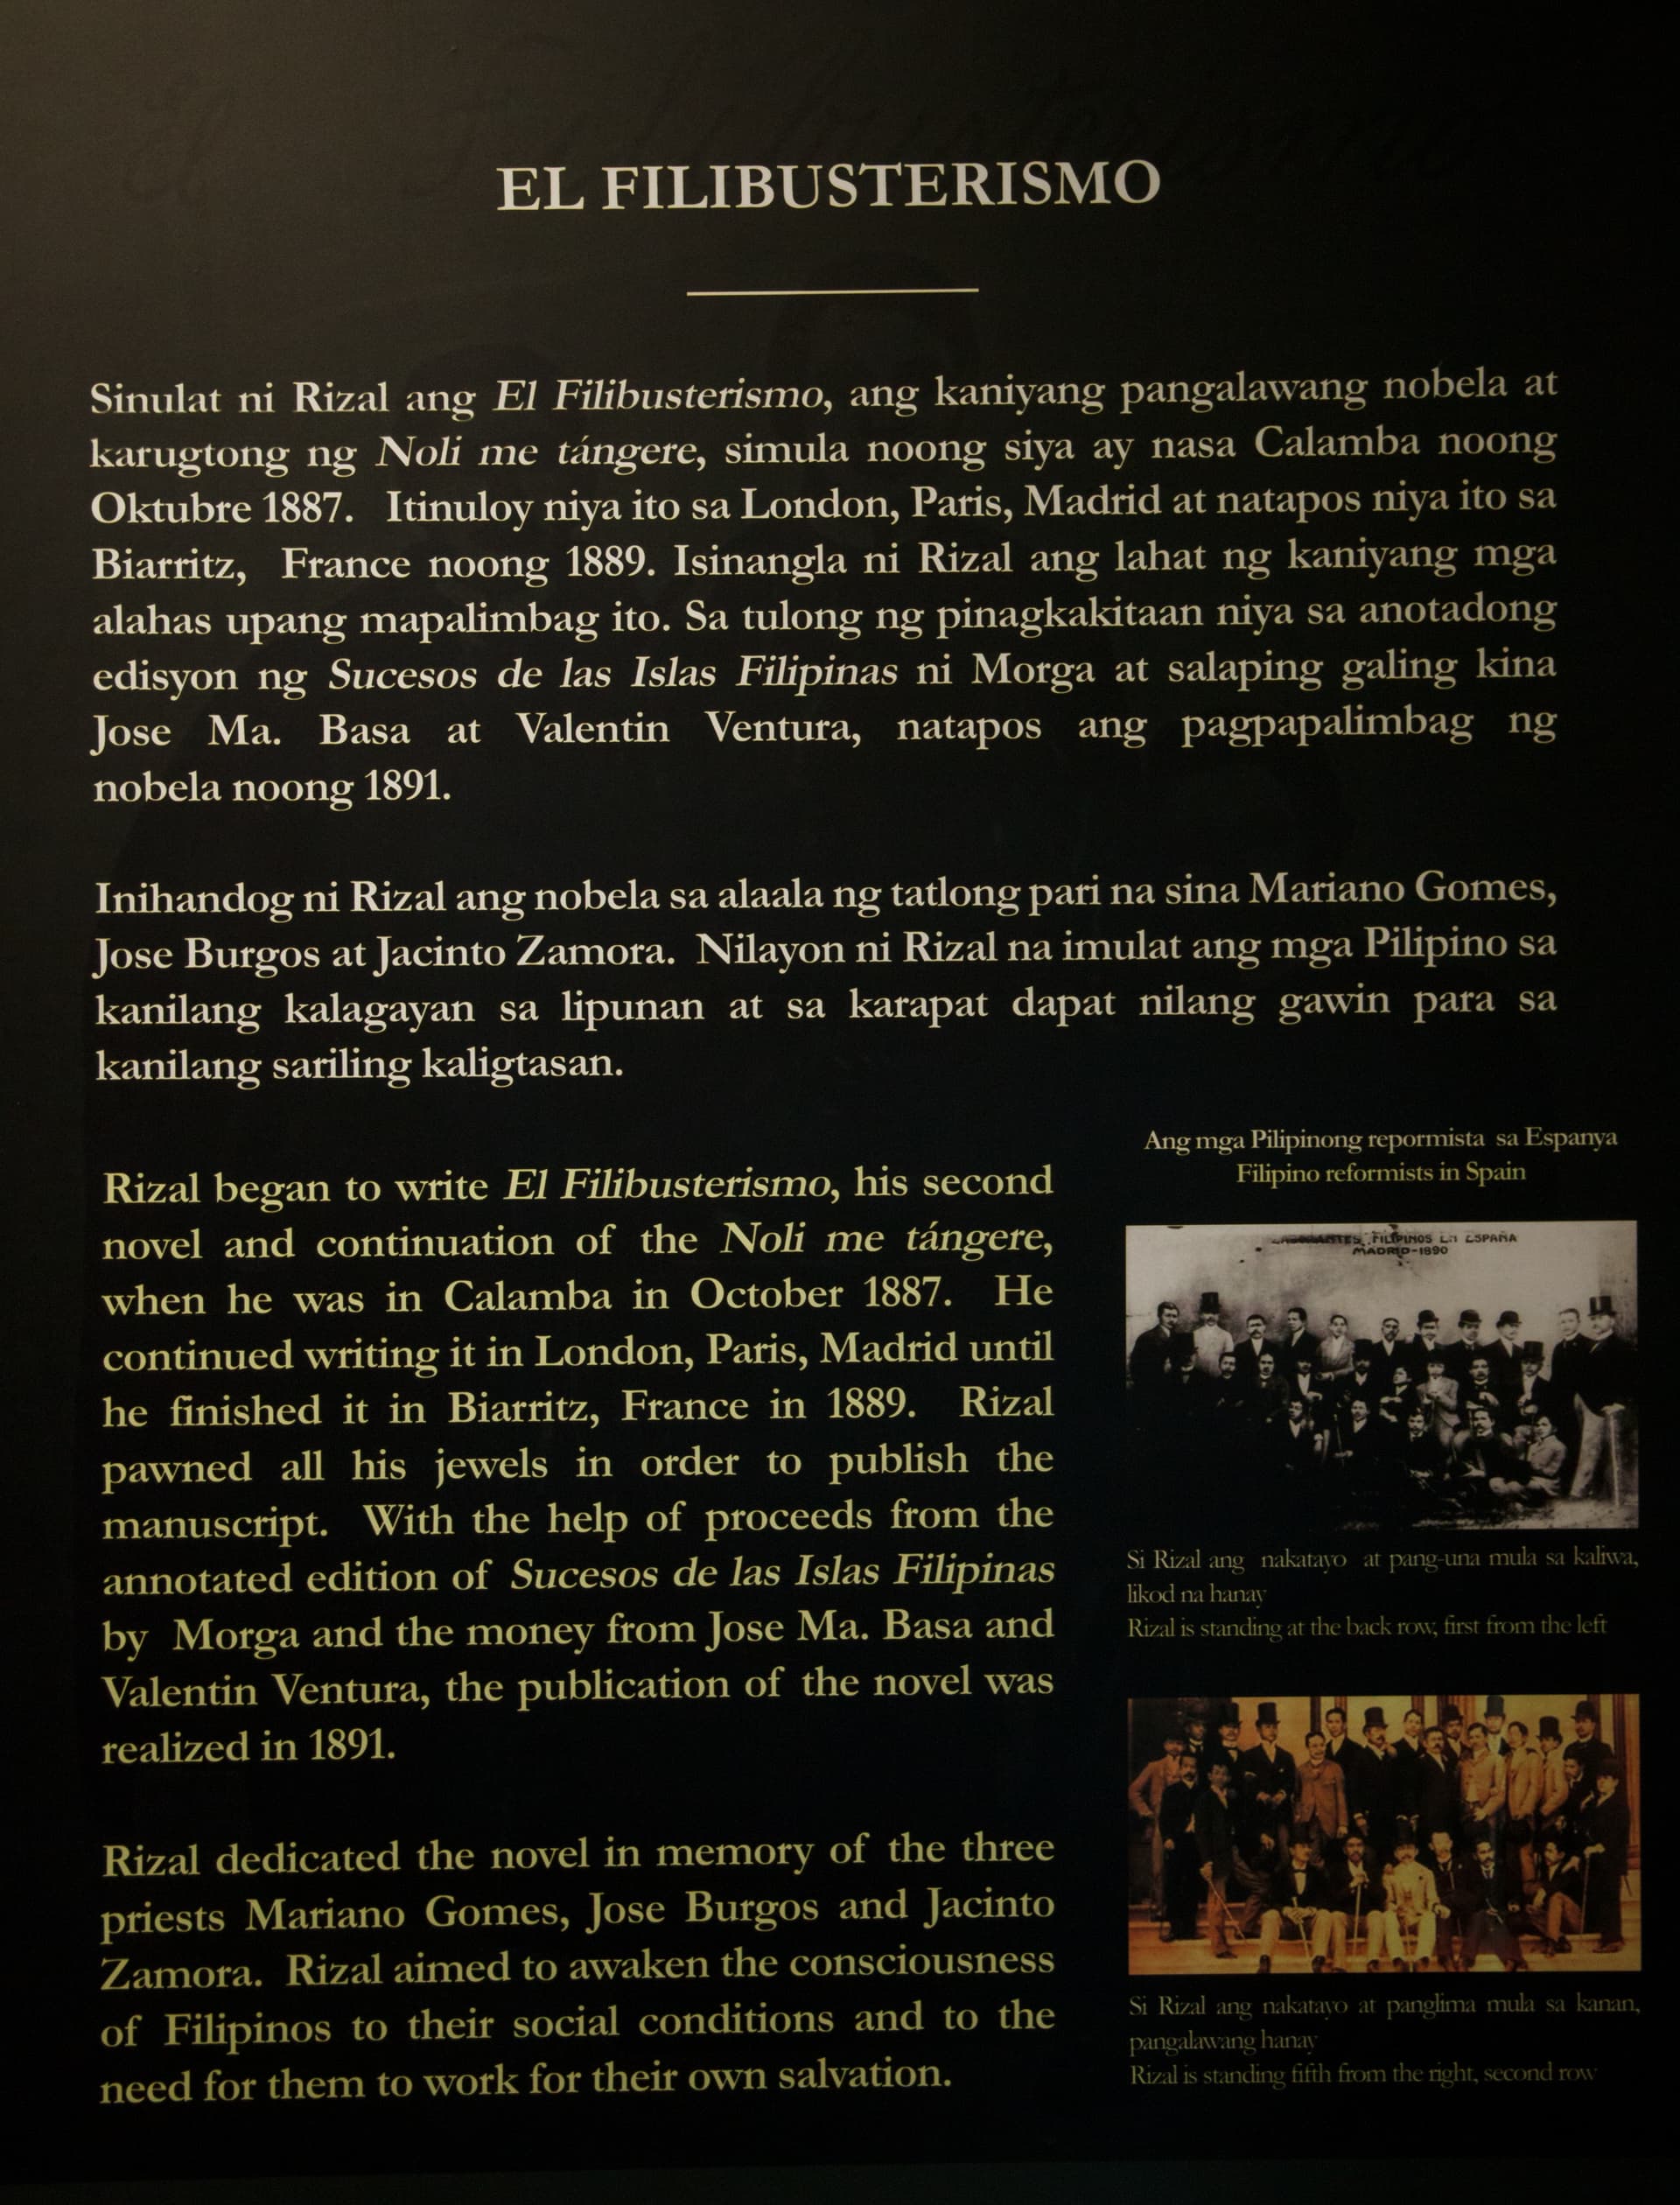 EL FILIBUSTERISMO
Sinulat ni Rizal ang El Filibusterismo, ang kaniyang pangalawang nobela at
karugtong ng Noli me tángere, simula noong siya ay nasa Calamba noong
Oktubre 1887. Itinuloy niya ito sa London, Paris, Madrid at natapos niya ito sa
Biarritz, France noong 1889. Isinangla ni Rizal ang lahat ng kaniyang mga
alahas upang mapalimbag ito. Sa tulong ng pinagkakitaan niya sa anotadong
edisyon ng Sucesos de las Islas Filipinas ni Morga at salaping galing kina
Jose Ma. Basa at Valentin Ventura, natapos ang pagpapalimbag ng
nobela noong 1891.
Inihandog ni Rizal ang nobela sa alaala ng tatlong pari na sina Mariano Gomes,
Jose Burgos at Jacinto Zamora. Nilayon ni Rizal na imulat ang mga Pilipino sa
kanilang kalagayan sa lipunan at sa karapat dapat nilang gawin para sa
kanilang sariling kaligtasan.
Rizal began to write El Filibusterismo, his second
novel and continuation of the Noli me tángere,
when he was in Calamba in October 1887. He
continued writing it in London, Paris, Madrid until
he finished it in Biarritz, France in 1889. Rizal
pawned all his jewels in order to publish the
manuscript. With the help of proceeds from the
annotated edition of Sucesos de las Islas Filipinas
by Morga and the money from Jose Ma. Basa and
Valentin Ventura, the publication of the novel was
realized in 1891.
Rizal dedicated the novel in memory of the three
priests Mariano Gomes, Jose Burgos and Jacinto
Zamora. Rizal aimed to awaken the consciousness
of Filipinos to their social conditions and to the
need for them to work for their own salvation.
Ang mga Pilipinong repormista sa Espanya
Filipino reformists in Spain
FILIPINOS EN ESPAÑA
MADRID-1890
Si Rizal ang nakatayo at pang-una mula sa kaliwa,
likod na hanay
Rizal is standing at the back row, first from the left
Si Rizal ang nakatayo at panglima mula sa kanan,
pangalawang hanay
Rizal is standing fifth from the right, second row